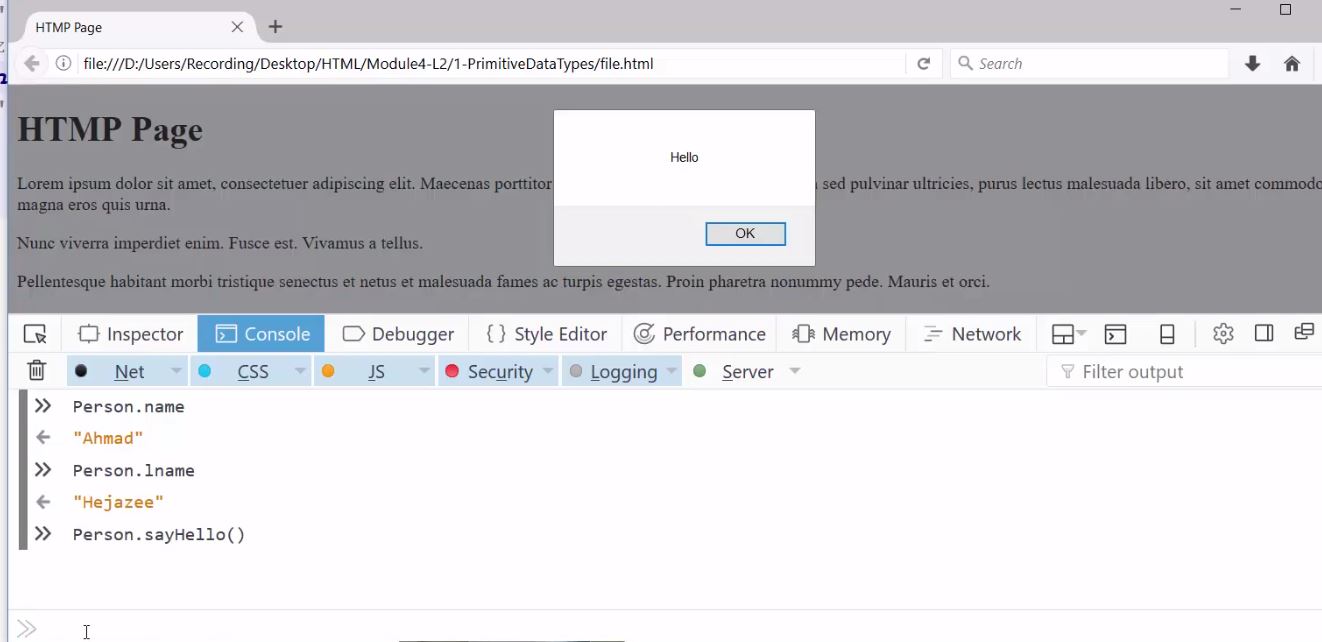 HTMP Page
file:///D:/Users/Recording/Desktop/HTML/Module4-L2/1-PrimitiveDataTypes/file.html
Search
HTMP Page
Lorem ipsum dolor sit amet, consectetuer adipiscing elit. Maecenas porttitor sed pulvinar ultricies, purus lectus malesuada libero, sit amet commodo
magna eros quis urna.
Nunc viverra imperdiet enim. Fusce est. Vivamus a tellus.
Pellentesque habitant morbi tristique senectus et netus et malesuada fames ac turpis egestas. Proin pharetra nonummy pede. Mauris et orci.
Hello
OK
Inspector Console Debugger { } Style Editor Performance Memory Network
Net CSS JS Security Logging Server Filter output
Person.name
"Ahmad"
Person.lname
"Hejazee"
Person.sayHello()